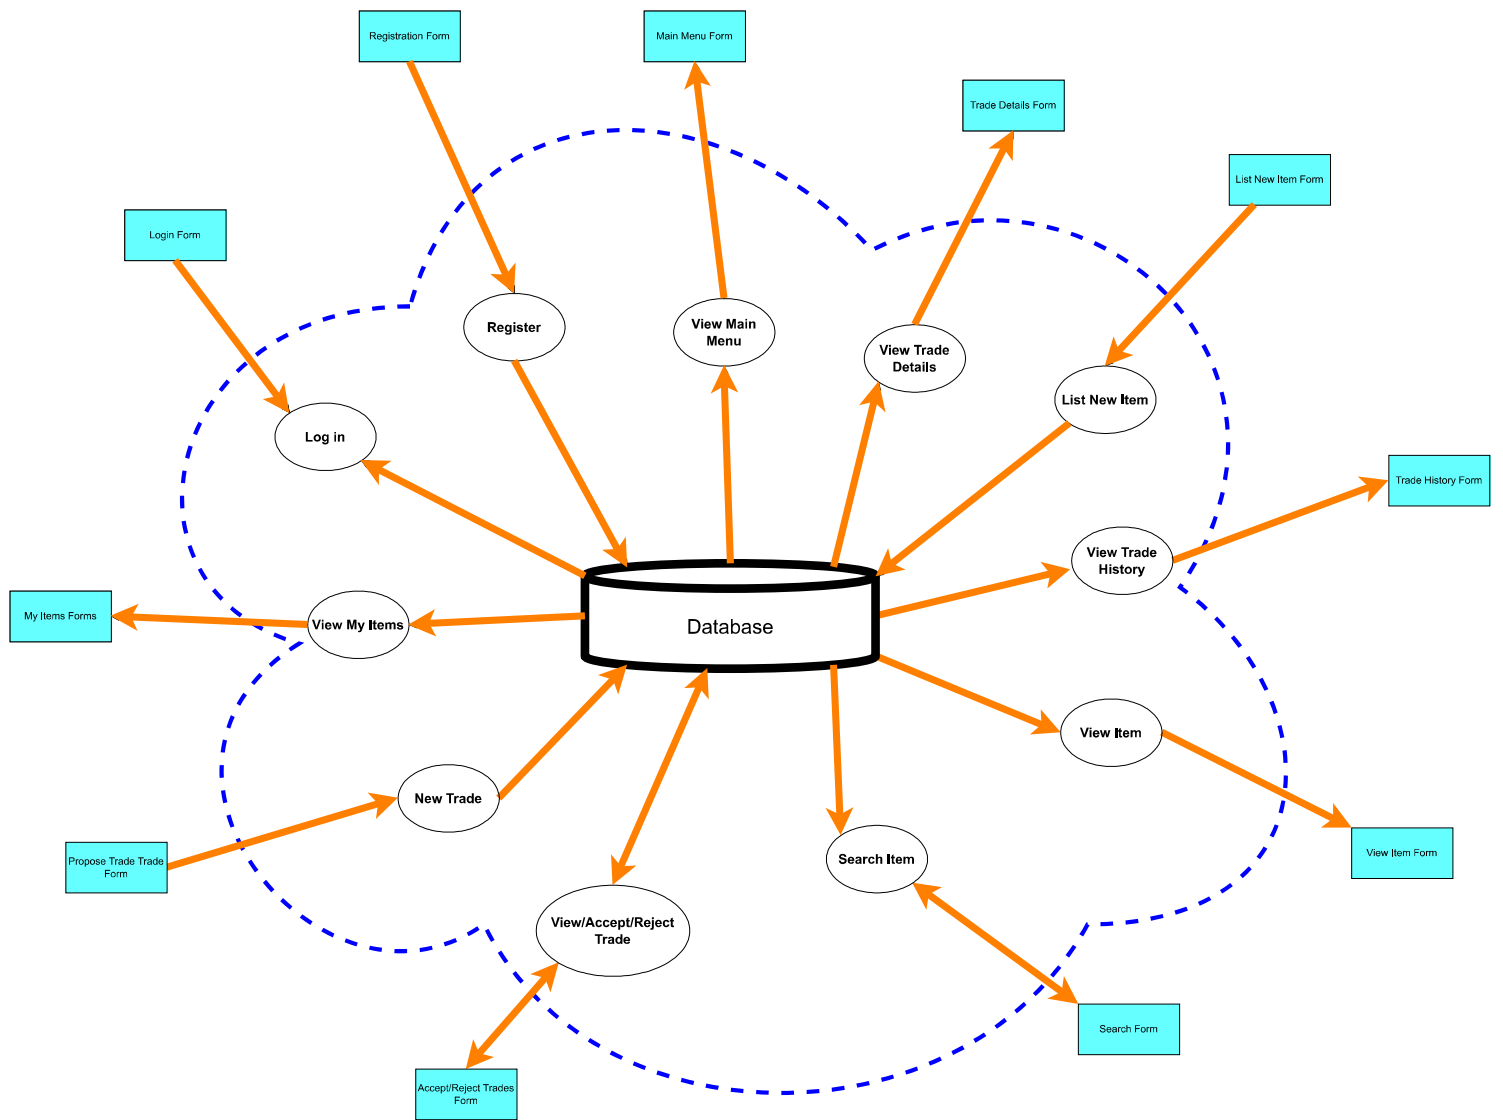 Registration Form
Main Menu Form
Trade Details Form
List New Item Form
Login Form
Register
View Main
Menu
View Trade
Details
List New Item
Log in
Trade History Form
View Trade
History
My Items Forms
View My Items
Database
View Item
New Trade
Search Item
View Item Form
Propose Trade Trade
Form
View/Accept/Reject
Trade
Search Form
Accept/Reject Trades
Form